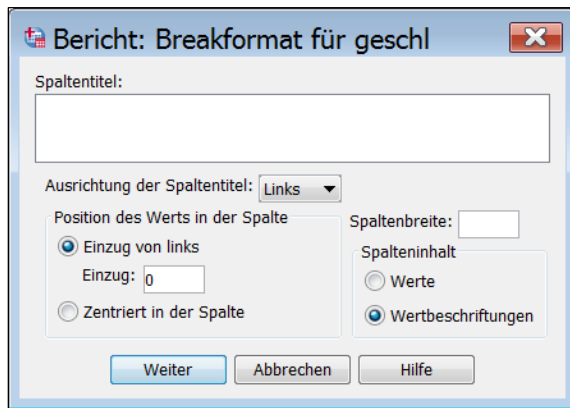 Bericht: Breakformat für geschl
Spaltentitel:
Ausrichtung der Spaltentitel: Links
Position des Werts in der Spalte
Einzug von links
Einzug: 0
Zentriert in der Spalte
Spaltenbreite:
Spalteninhalt
Werte
Wertbeschriftungen
Weiter Abbrechen Hilfe